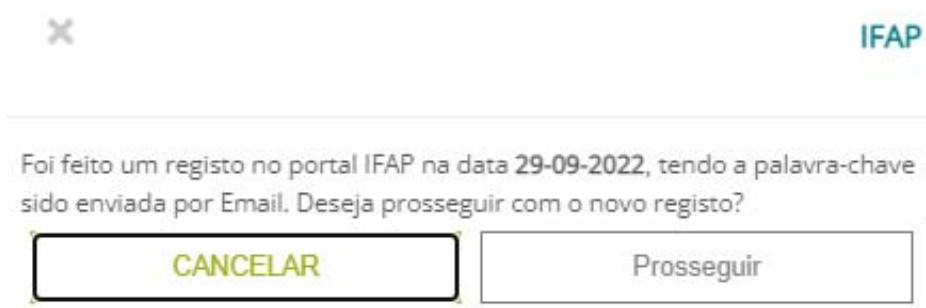 IFAP
Foi feito um registo no portal IFAP na data 29-09-2022, tendo a palavra-chave
sido enviada por Email. Deseja prosseguir com o novo registo?
CANCELAR Prosseguir